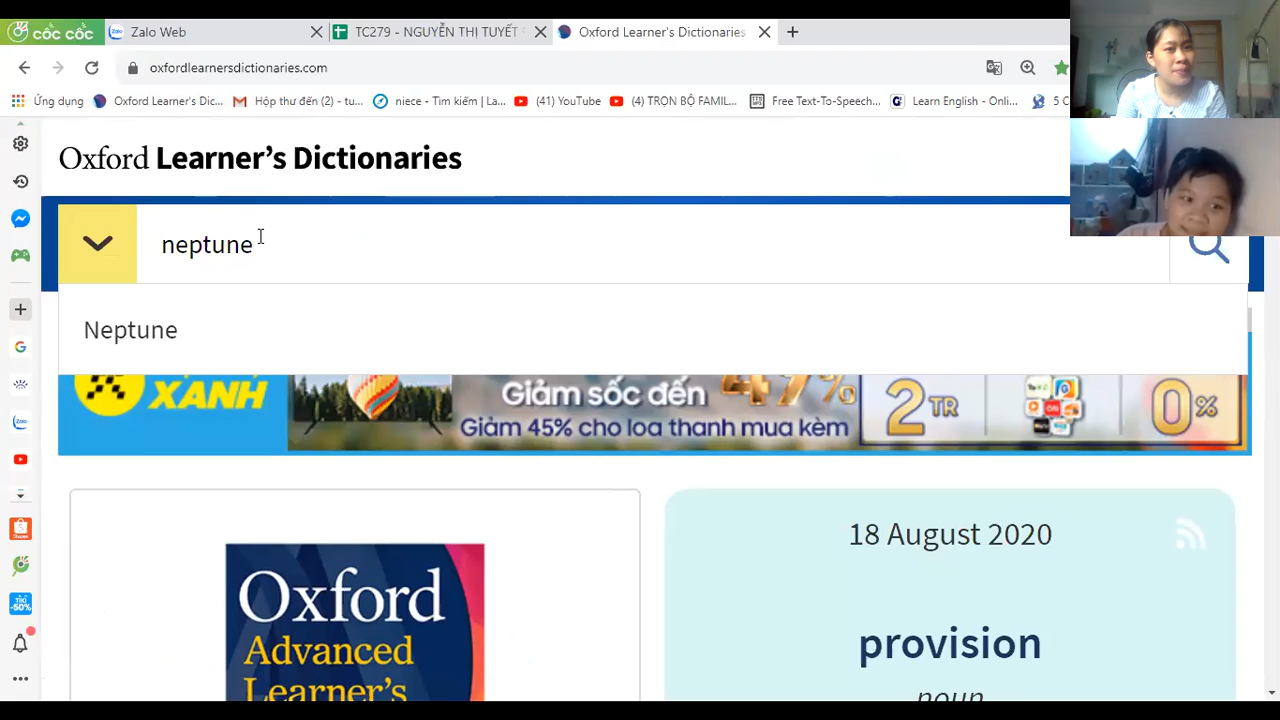 cốc cốc
Zalo Web
TC279 - NGUYỄN THỊ TUYẾT
Oxford Learner's Dictionaries
oxfordlearnersdictionaries.com
Ứng dụng
Oxford Learner's Dic...
Hộp thư đến (2) - tu...
niece - Tìm kiếm | La...
(41) YouTube
(4) TRỌN BỘ FAMIL...
Free Text-To-Speech...
Learn English - Onli...
5 C
Oxford Learner's Dictionaries
neptune
Neptune
XANH
Giảm sốc đến 47%
Giảm 45% cho loa thanh mua kèm
2TR
0%
18 August 2020
Oxford
Advanced
Learner's
provision
noun